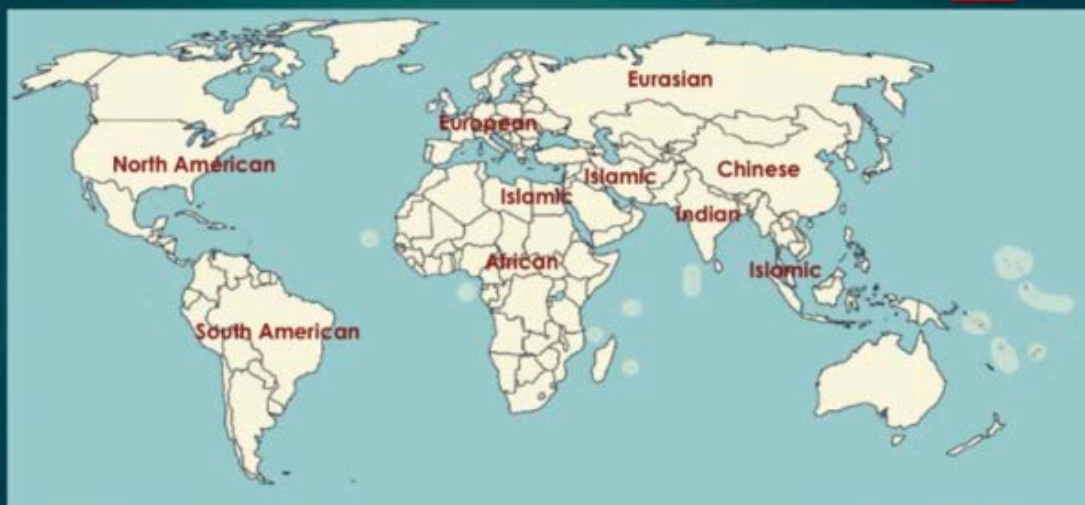 Eurasian
European
North American
Islamic
Chinese
Islamic
Indian
African
Islamic
South American